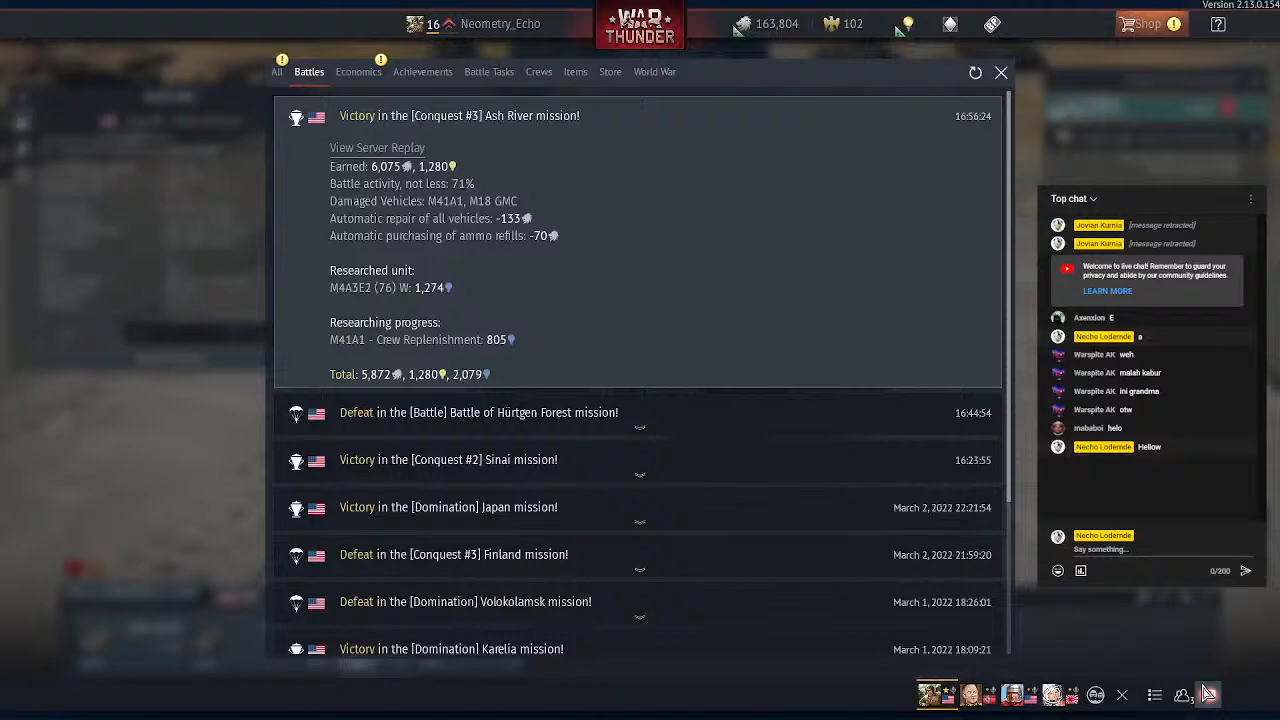 Version 2.13.0.154
16 Neometry_Echo
WAR THUNDER
163,804
102
Shop
All Battles Economics Achievements Battle Tasks Crews Items Store World War
Victory in the [Conquest #3] Ash River mission! 16:56:24
View Server Replay
Earned: 6,075, 1,280
Battle activity, not less: 71%
Damaged Vehicles: M41A1, M18 GMC
Automatic repair of all vehicles: -133
Automatic purchasing of ammo refills: -70
Researched unit:
M4A3E2 (76) W: 1,274
Researching progress:
M41A1 - Crew Replenishment: 805
Total: 5,872, 1,280, 2,079
Defeat in the [Battle] Battle of Hürtgen Forest mission! 16:44:54
Victory in the [Conquest #2] Sinai mission! 16:23:55
Victory in the [Domination] Japan mission! March 2, 2022 22:21:54
Defeat in the [Conquest #3] Finland mission! March 2, 2022 21:59:20
Defeat in the [Domination] Volokolamsk mission! March 1, 2022 18:26:01
Victory in the [Domination] Karelia mission! March 1, 2022 18:09:21
Top chat
Jovian Kurnia [message retracted]
Jovian Kurnia [message retracted]
Welcome to live chat! Remember to guard your
privacy and abide by our community guidelines.
LEARN MORE
Axenxion E
Necho Lodernde a
Warspite AK weh
Warspite AK malah kabur
Warspite AK ini grandma
Warspite AK otw
mababoi helo
Necho Lodernde Hellow
Necho Lodernde
Say something...
0/200